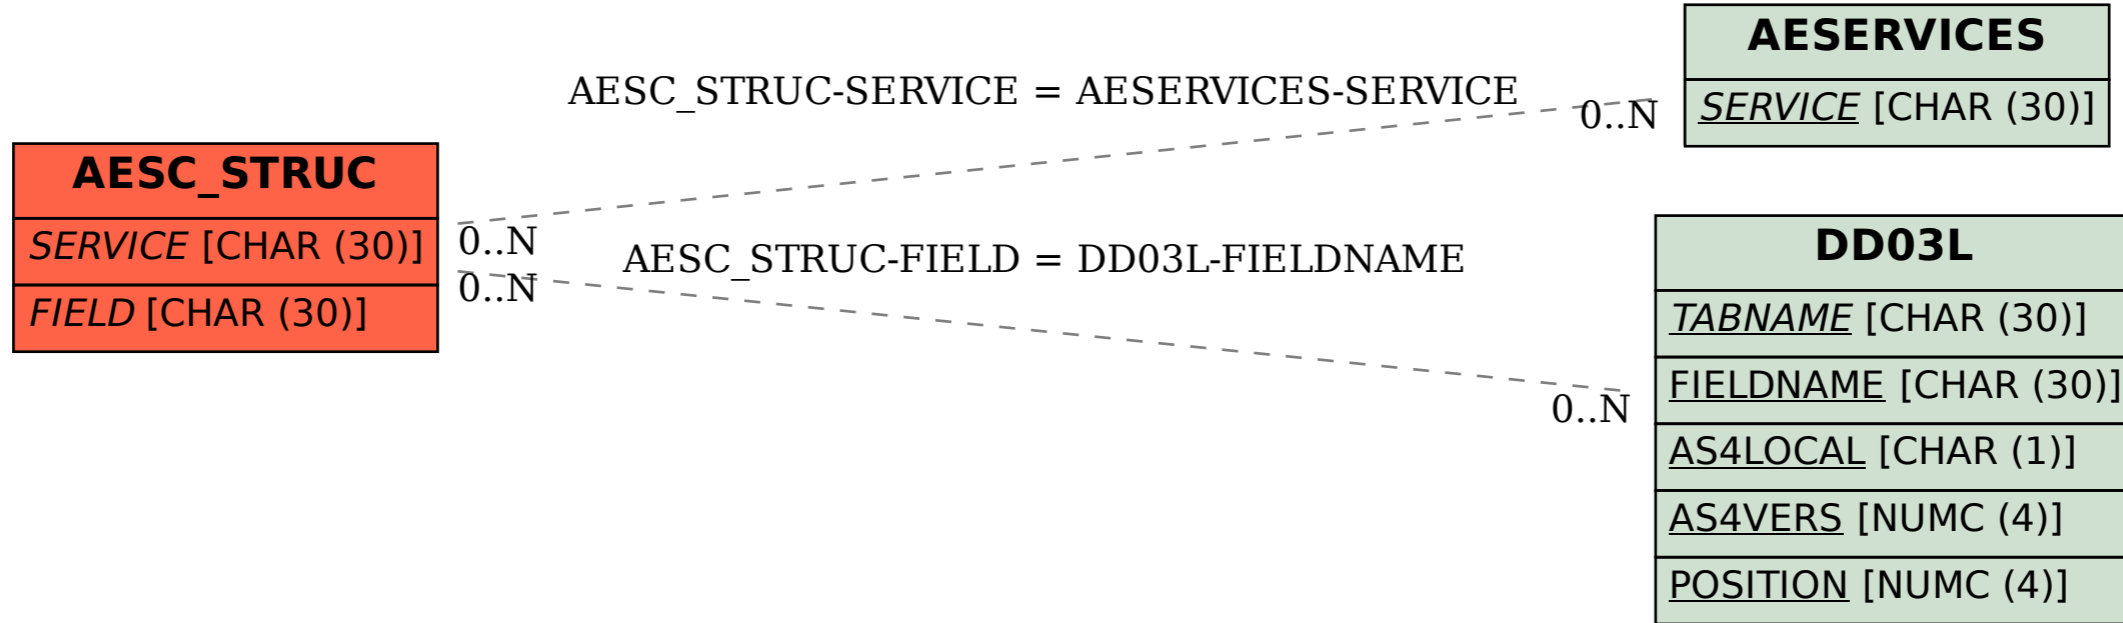 AESERVICES
SERVICE [CHAR (30)]
AESC_STRUC-SERVICE = AESERVICES-SERVICE
0..N
AESC_STRUC
SERVICE [CHAR (30)]
FIELD [CHAR (30)]
0..N
0..N
AESC_STRUC-FIELD = DD03L-FIELDNAME
0..N
DD03L
TABNAME [CHAR (30)]
FIELDNAME [CHAR (30)]
AS4LOCAL [CHAR (1)]
AS4VERS [NUMC (4)]
POSITION [NUMC (4)]